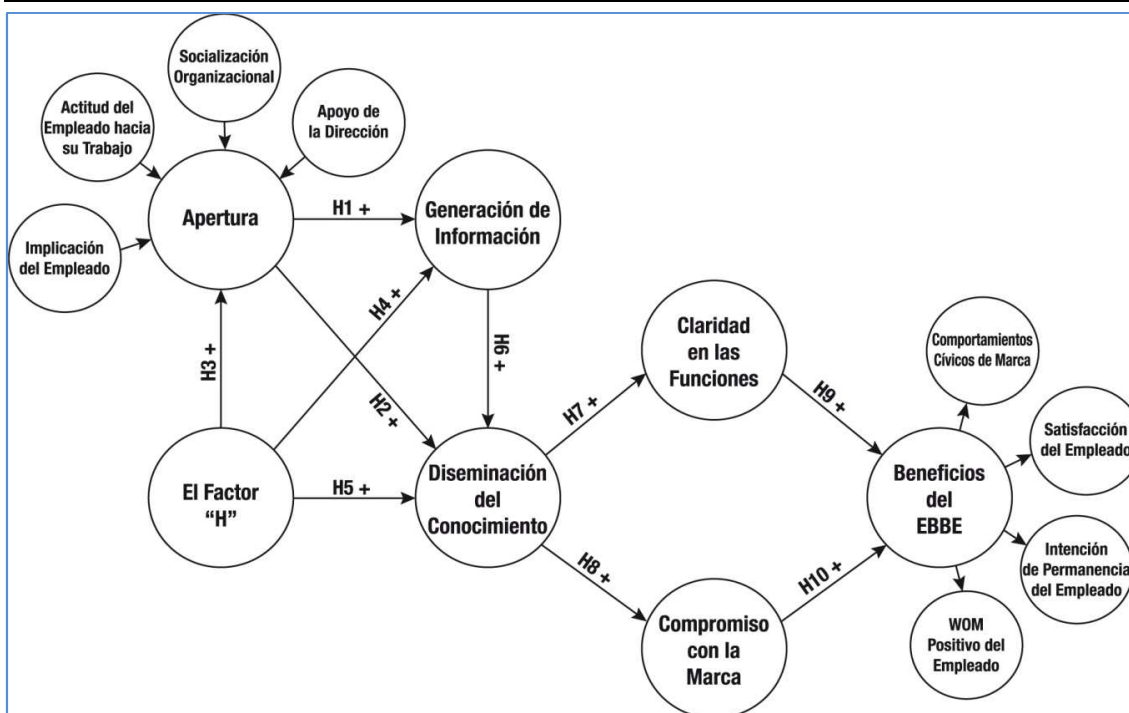 Socialización
Organizacional
Actitud del
Empleado hacia
su Trabajo
Apoyo de
la Dirección
Implicación
del Empleado
Apertura
H1 +
Generación de
Información
H3 +
H4 +
H2 +
H6 +
El Factor
“H”
H5 +
Diseminación
del
Conocimiento
H7 +
H8 +
Claridad
en las
Funciones
Compromiso
con la
Marca
H9 +
H10 +
Beneficios
del
EBBE
Comportamientos
Cívicos de Marca
Satisfacción
del Empleado
Intención
de Permanencia
del Empleado
WOM
Positivo del
Empleado